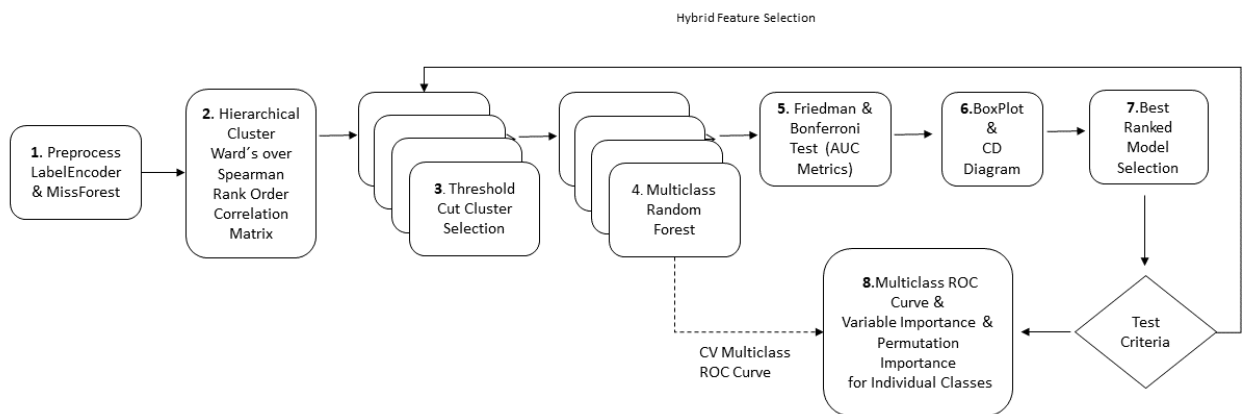 Hybrid Feature Selection
1. Preprocess
LabelEncoder
& MissForest
2. Hierarchical
Cluster
Ward´s over
Spearman
Rank Order
Correlation
Matrix
3. Threshold
Cut Cluster
Selection
4. Multiclass
Random
Forest
5. Friedman &
Bonferroni
Test (AUC
Metrics)
6.BoxPlot
&
CD
Diagram
7.Best
Ranked
Model
Selection
Test
Criteria
8.Multiclass ROC
Curve &
Variable Importance &
Permutation
Importance
for Individual Classes
CV Multiclass
ROC Curve